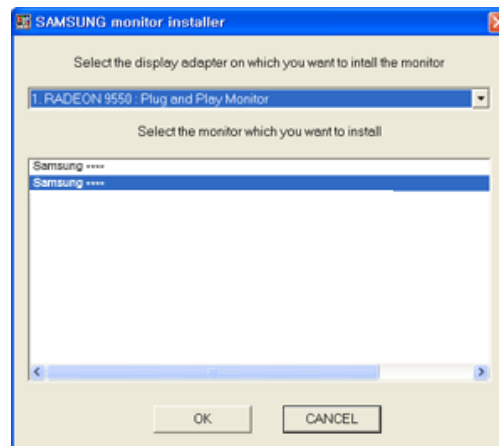 SAMSUNG monitor installer
Select the display adapter on which you want to intall the monitor
1. RADEON 9550 : Plug and Play Monitor
Select the monitor which you want to install
Samsung ----
Samsung ----
OK
CANCEL